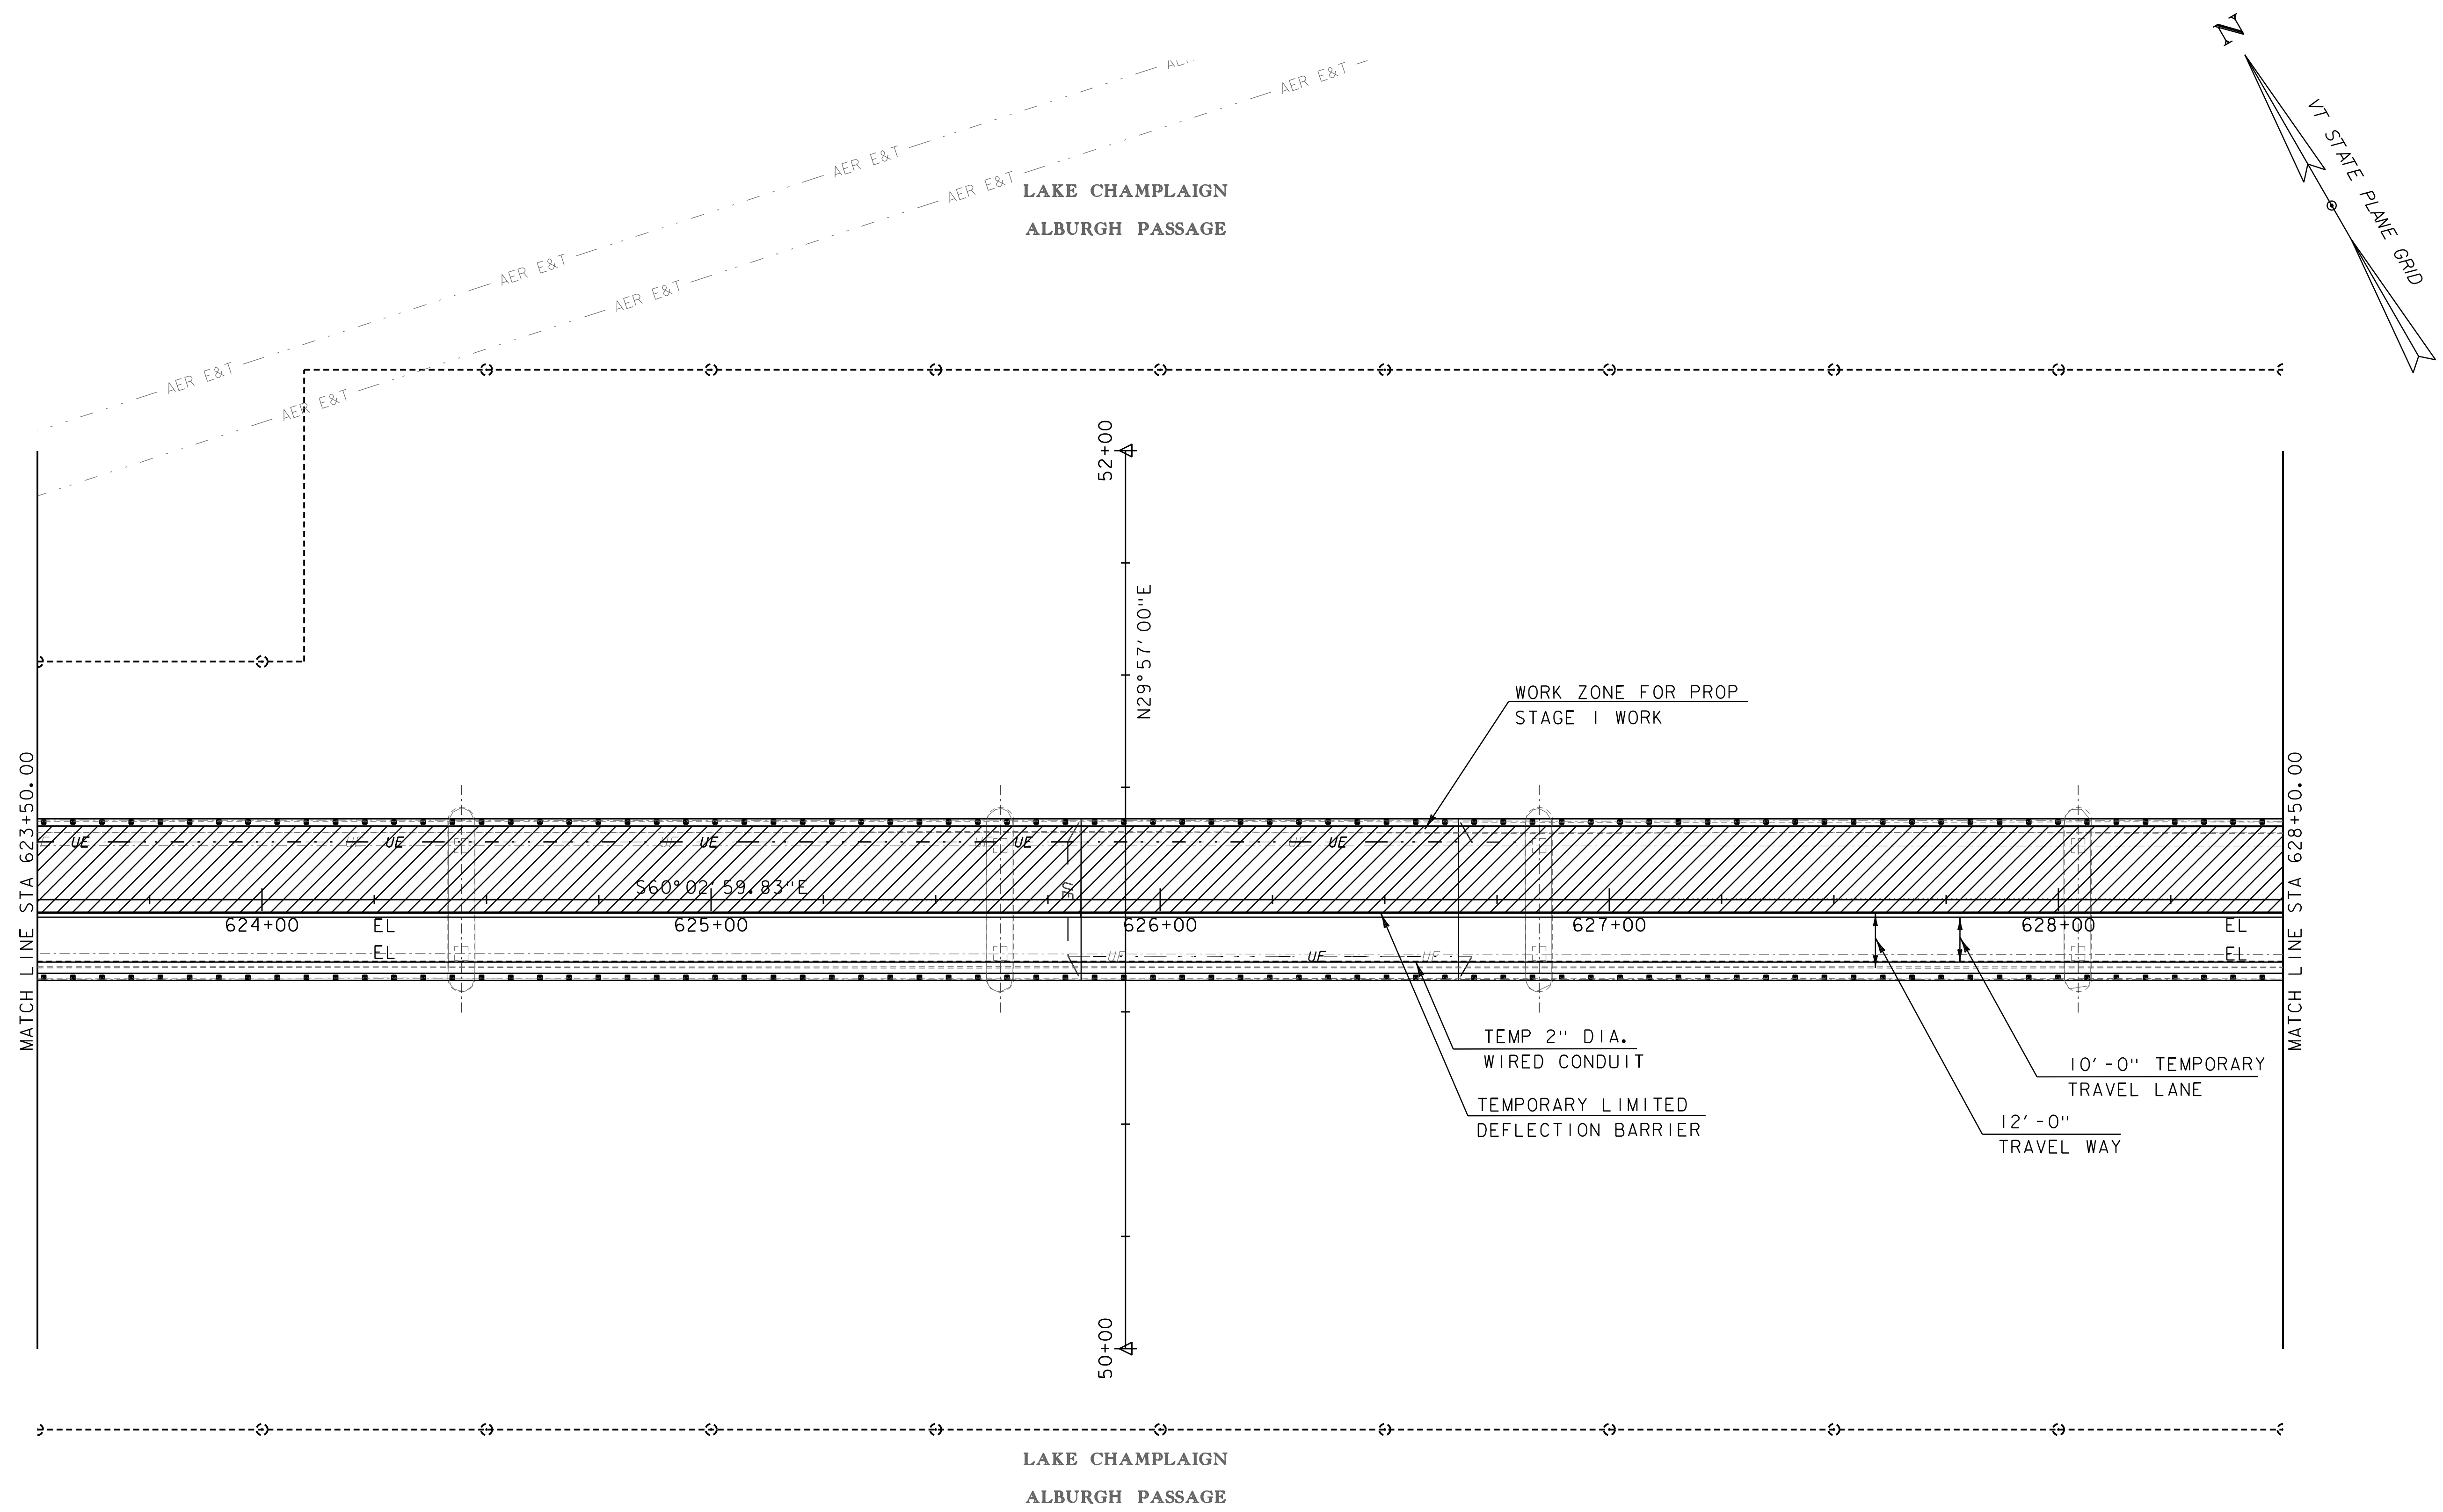 N
VT STATE PLANE GRID
AER E&T
AER E&T
AER E&T
AER E&T
AER E&T
AER E&T
AER E&T
AER E&T
LAKE CHAMPLAIGN
ALBURGH PASSAGE
52+00
N29°57'00"E
WORK ZONE FOR PROP
STAGE 1 WORK
MATCH LINE STA 623+50.00
MATCH LINE STA 628+50.00
UE
UE
UE
UE
UE
UE
S60°02'59.83"E
624+00
625+00
626+00
627+00
628+00
EL
EL
EL
EL
UE
UE
UE
TEMP 2" DIA.
WIRED CONDUIT
TEMPORARY LIMITED
DEFLECTION BARRIER
10'-0" TEMPORARY
TRAVEL LANE
12'-0"
TRAVEL WAY
50+00
LAKE CHAMPLAIGN
ALBURGH PASSAGE